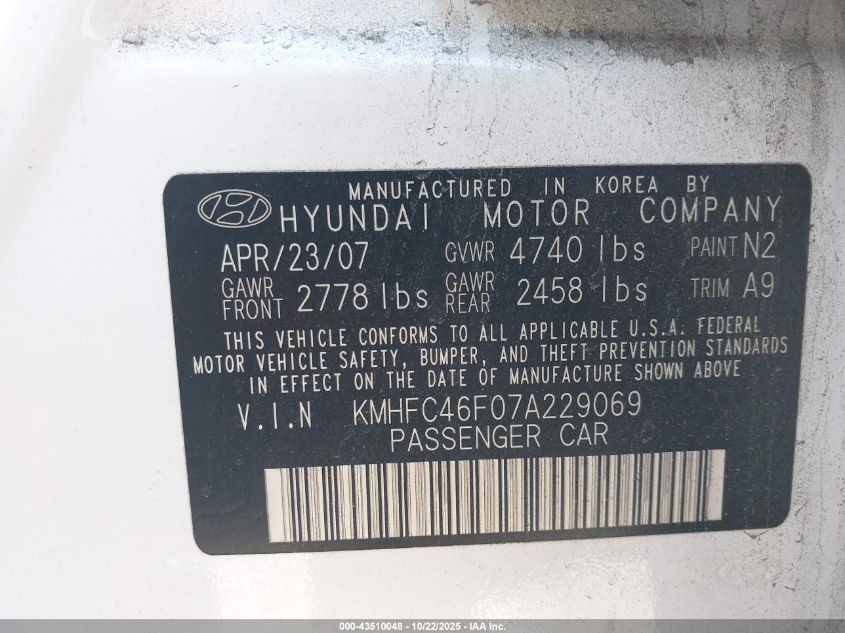 MANUFACTURED IN KOREA BY
HYUNDAI MOTOR COMPANY
APR/23/07 GVWR 4740 lbs PAINT N2
GAWR FRONT 2778 lbs GAWR REAR 2458 lbs TRIM A9
THIS VEHICLE CONFORMS TO ALL APPLICABLE U.S.A. FEDERAL
MOTOR VEHICLE SAFETY, BUMPER, AND THEFT PREVENTION STANDARDS
IN EFFECT ON THE DATE OF MANUFACTURE SHOWN ABOVE
V.I.N KMHFC46F07A229069
PASSENGER CAR
000-43510048 - 10/22/2025 - IAA Inc.